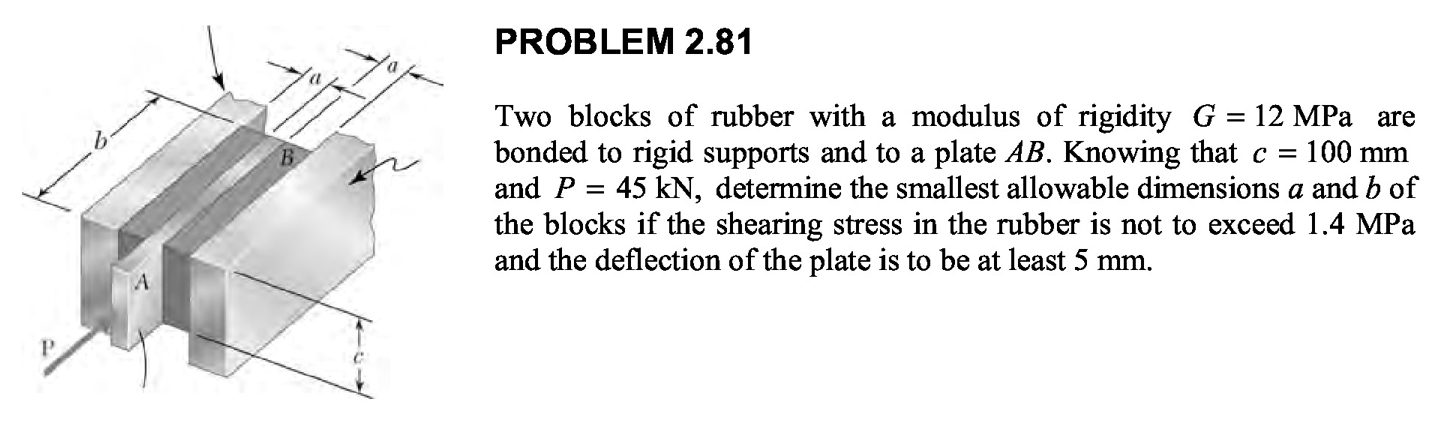 PROBLEM 2.81
Two blocks of rubber with a modulus of rigidity G = 12 MPa are
bonded to rigid supports and to a plate AB. Knowing that c = 100 mm
and P = 45 kN, determine the smallest allowable dimensions a and b of
the blocks if the shearing stress in the rubber is not to exceed 1.4 MPa
and the deflection of the plate is to be at least 5 mm.
a
a
b
B
A
P
c